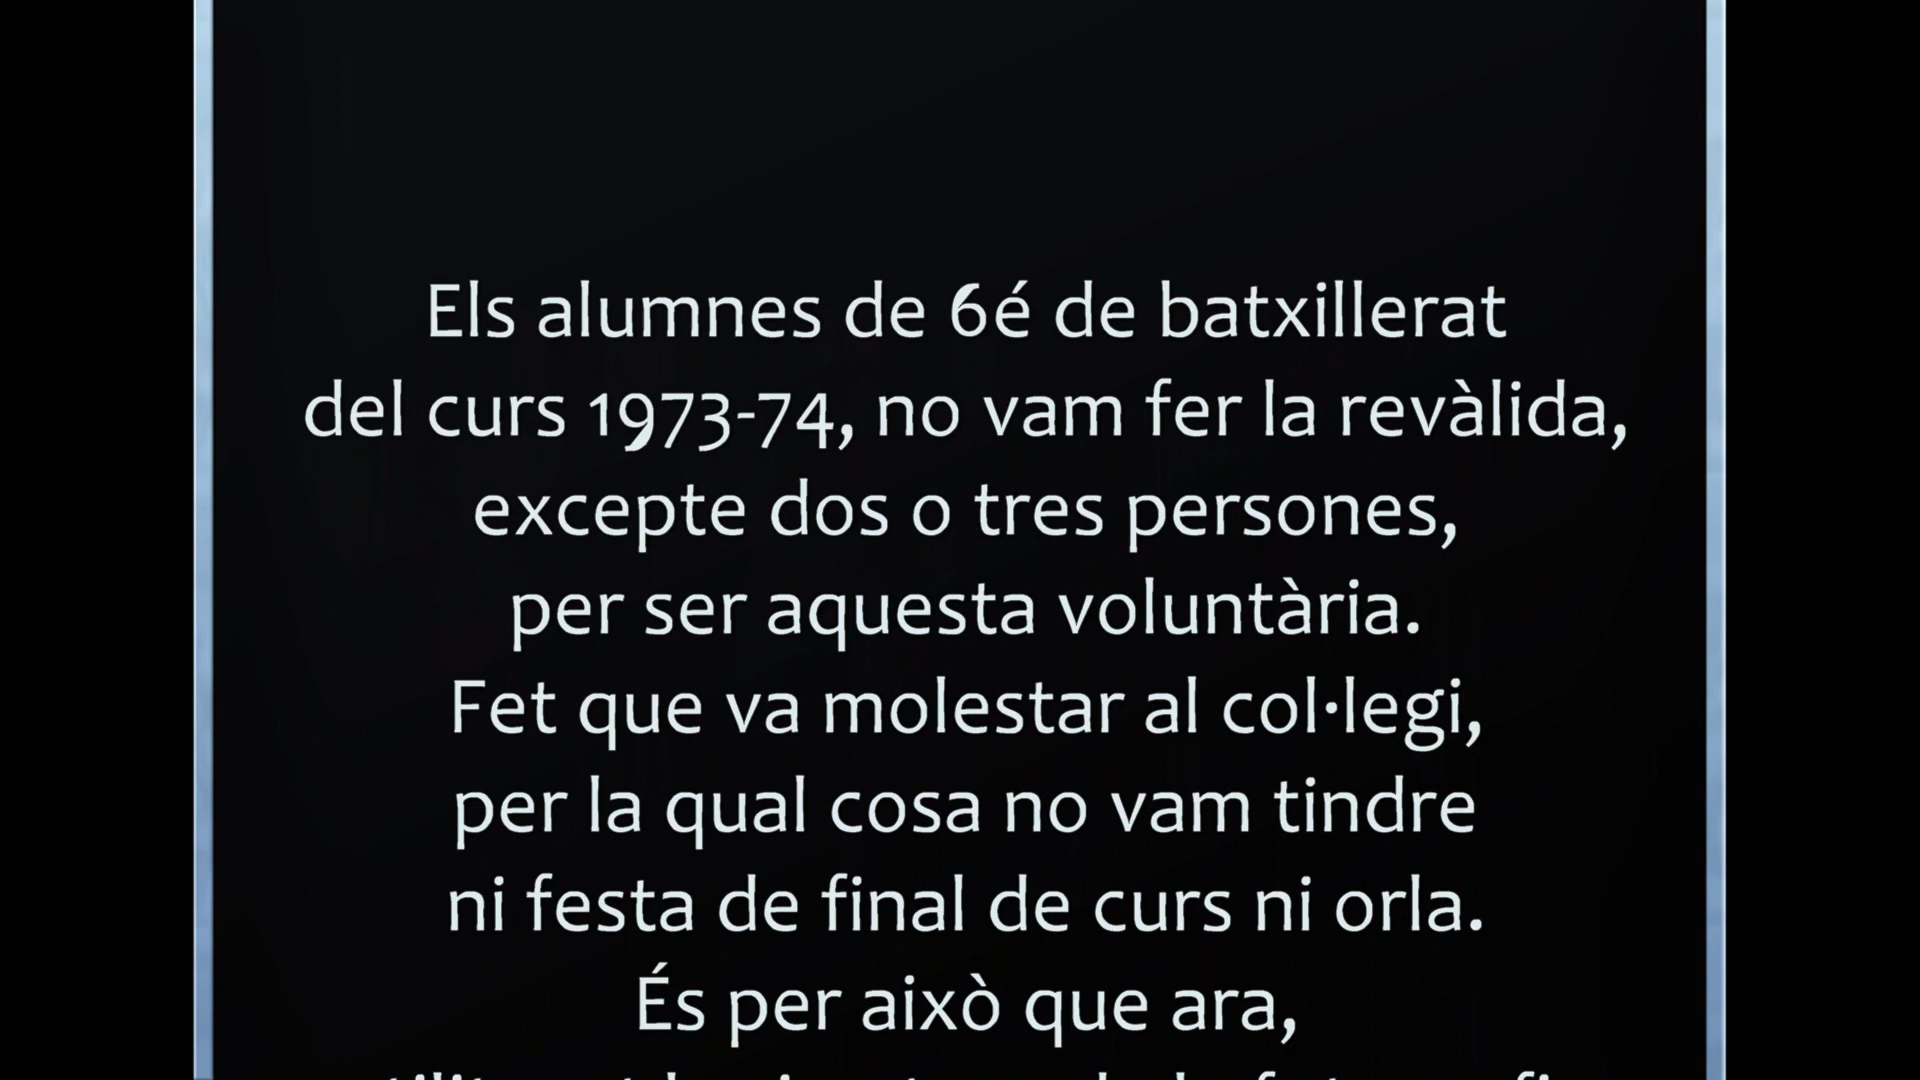 Els alumnes de 6é de batxillerat
del curs 1973-74, no vam fer la revàlida,
excepte dos o tres persones,
per ser aquesta voluntària.
Fet que va molestar al col·legi,
per la qual cosa no vam tindre
ni festa de final de curs ni orla.
És per això que ara,